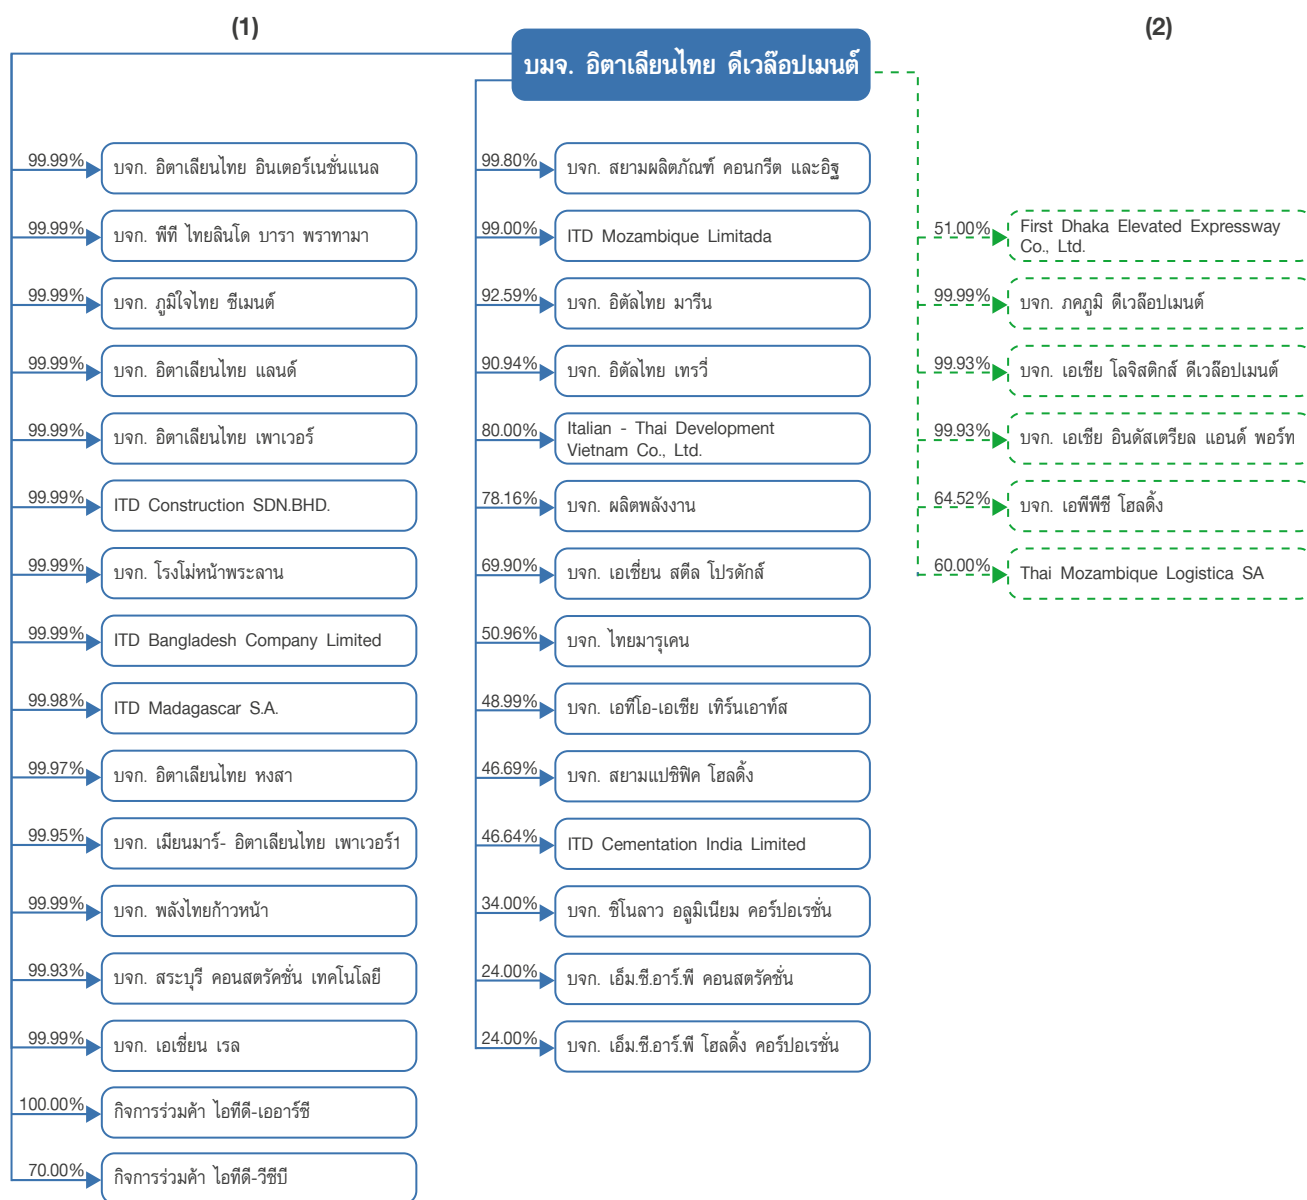 (1)
(2)
บมจ. อิตาเลียนไทย ดีเวล๊อปเมนต์
99.99%
บจก. อิตาเลียนไทย อินเตอร์เนชั่นแนล
99.99%
บจก. พีที ไทยลินโด บารา พราทามา
99.99%
บจก. ภูมิใจไทย ซีเมนต์
99.99%
บจก. อิตาเลียนไทย แลนด์
99.99%
บจก. อิตาเลียนไทย เพาเวอร์
99.99%
ITD Construction SDN.BHD.
99.99%
บจก. โรงโม่หน้าพระลาน
99.99%
ITD Bangladesh Company Limited
99.98%
ITD Madagascar S.A.
99.97%
บจก. อิตาเลียนไทย หงสา
99.95%
บจก. เมียนมาร์- อิตาเลียนไทย เพาเวอร์1
99.99%
บจก. พลังไทยก้าวหน้า
99.93%
บจก. สระบุรี คอนสตรัคชั่น เทคโนโลยี
99.99%
บจก. เอเชี่ยน เรล
100.00%
กิจการร่วมค้า ไอทีดี-เออาร์ซี
70.00%
กิจการร่วมค้า ไอทีดี-วีซีบี
99.80%
บจก. สยามผลิตภัณฑ์ คอนกรีต และอิฐ
99.00%
ITD Mozambique Limitada
92.59%
บจก. อิตัลไทย มารีน
90.94%
บจก. อิตัลไทย เทรวี่
80.00%
Italian - Thai Development
Vietnam Co., Ltd.
78.16%
บจก. ผลิตพลังงาน
69.90%
บจก. เอเชี่ยน สตีล โปรดักส์
50.96%
บจก. ไทยมารุเคน
48.99%
บจก. เอทีโอ-เอเชีย เทิร์นเอาท์ส
46.69%
บจก. สยามแปซิฟิค โฮลดิ้ง
46.64%
ITD Cementation India Limited
34.00%
บจก. ซิโนลาว อลูมิเนียม คอร์ปอเรชั่น
24.00%
บจก. เอ็ม.ซี.อาร์.พี คอนสตรัคชั่น
24.00%
บจก. เอ็ม.ซี.อาร์.พี โฮลดิ้ง คอร์ปอเรชั่น
51.00%
First Dhaka Elevated Expressway
Co., Ltd.
99.99%
บจก. ภคภูมิ ดีเวล๊อปเมนต์
99.93%
บจก. เอเชีย โลจิสติกส์ ดีเวล๊อปเมนต์
99.93%
บจก. เอเชีย อินดัสเตรียล แอนด์ พอร์ท
64.52%
บจก. เอพีพีซี โฮลดิ้ง
60.00%
Thai Mozambique Logistica SA